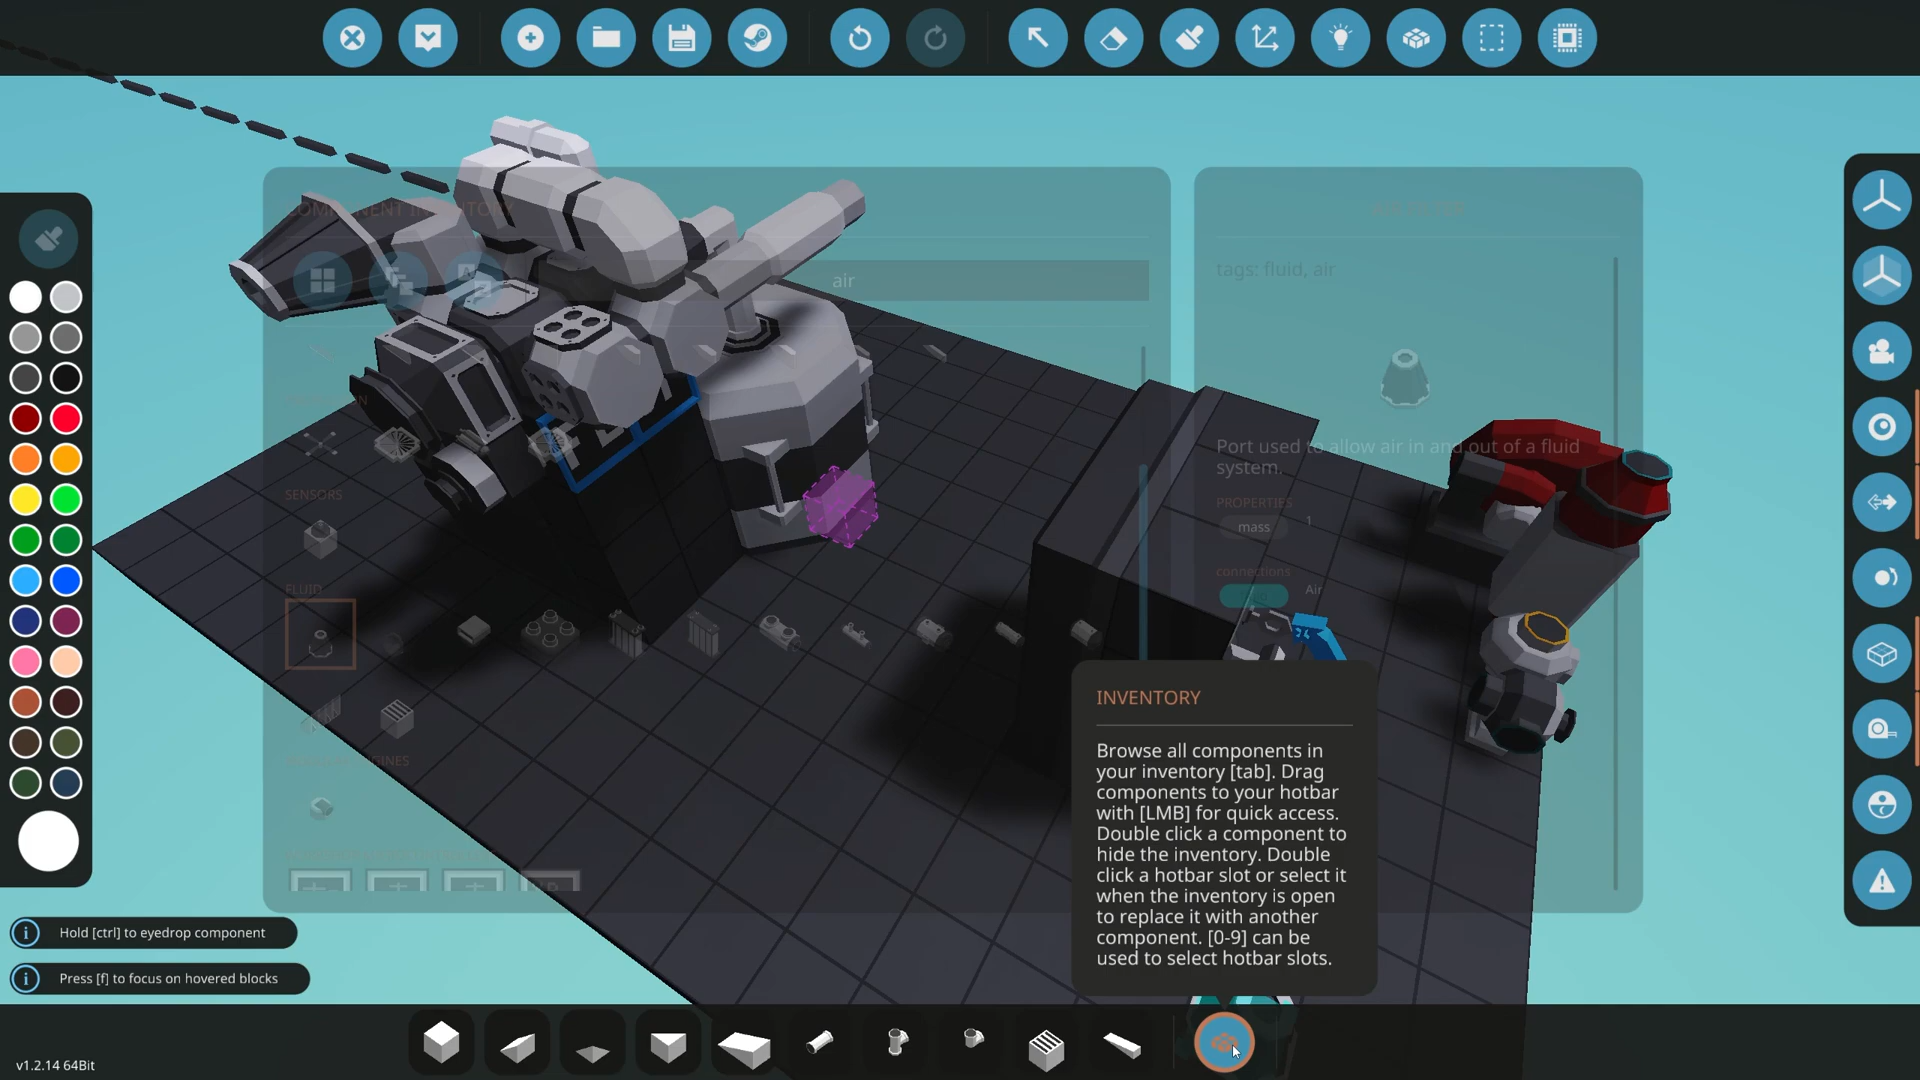 COMPONENT INVENTORY
air
tags: fluid, air
Port used to allow air in and out of a fluid
system.
PROPERTIES
mass 1
connections
Air
SENSORS
FLUID
INVENTORY
Browse all components in
your inventory [tab]. Drag
components to your hotbar
with [LMB] for quick access.
Double click a component to
hide the inventory. Double
click a hotbar slot or select it
when the inventory is open
to replace it with another
component. [0-9] can be
used to select hotbar slots.
Hold [ctrl] to eyedrop component
Press [f] to focus on hovered blocks
v1.2.14 64Bit